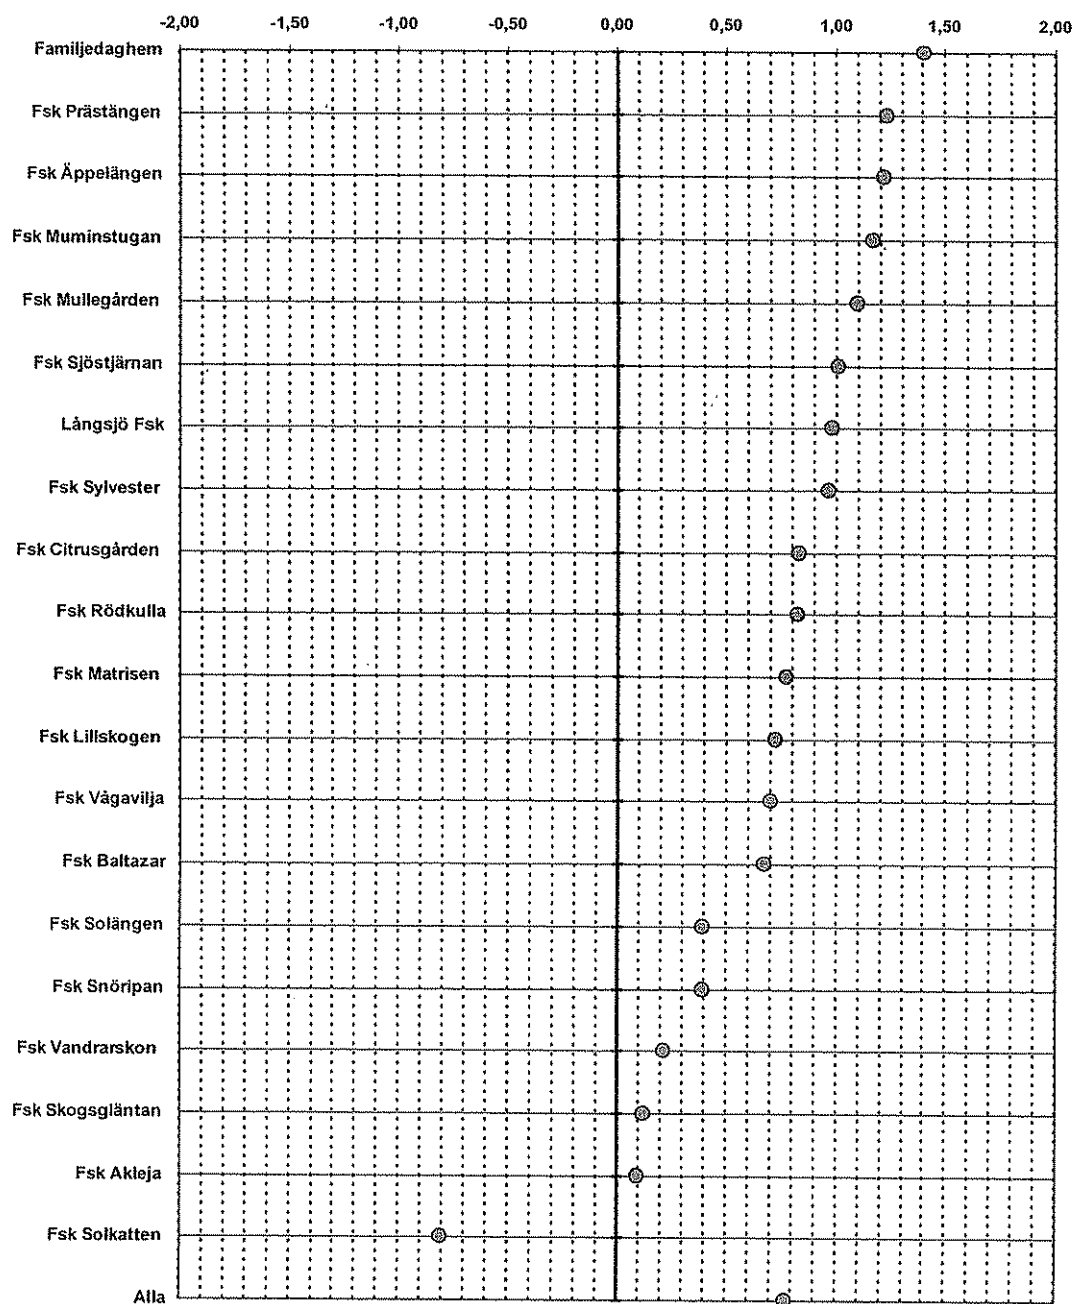 -2,00 -1,50 -1,00 -0,50 0,00 0,50 1,00 1,50 2,00
Familjedaghem
Fsk Prästängen
Fsk Äppelängen
Fsk Muminstugan
Fsk Mullegården
Fsk Sjöstjärnan
Långsjö Fsk
Fsk Sylvester
Fsk Citrusgården
Fsk Rödkulla
Fsk Matrisen
Fsk Lillskogen
Fsk Vågavilja
Fsk Baltazar
Fsk Solängen
Fsk Snöripan
Fsk Vandrarskon
Fsk Skogsgläntan
Fsk Akleja
Fsk Solkatten
Alla